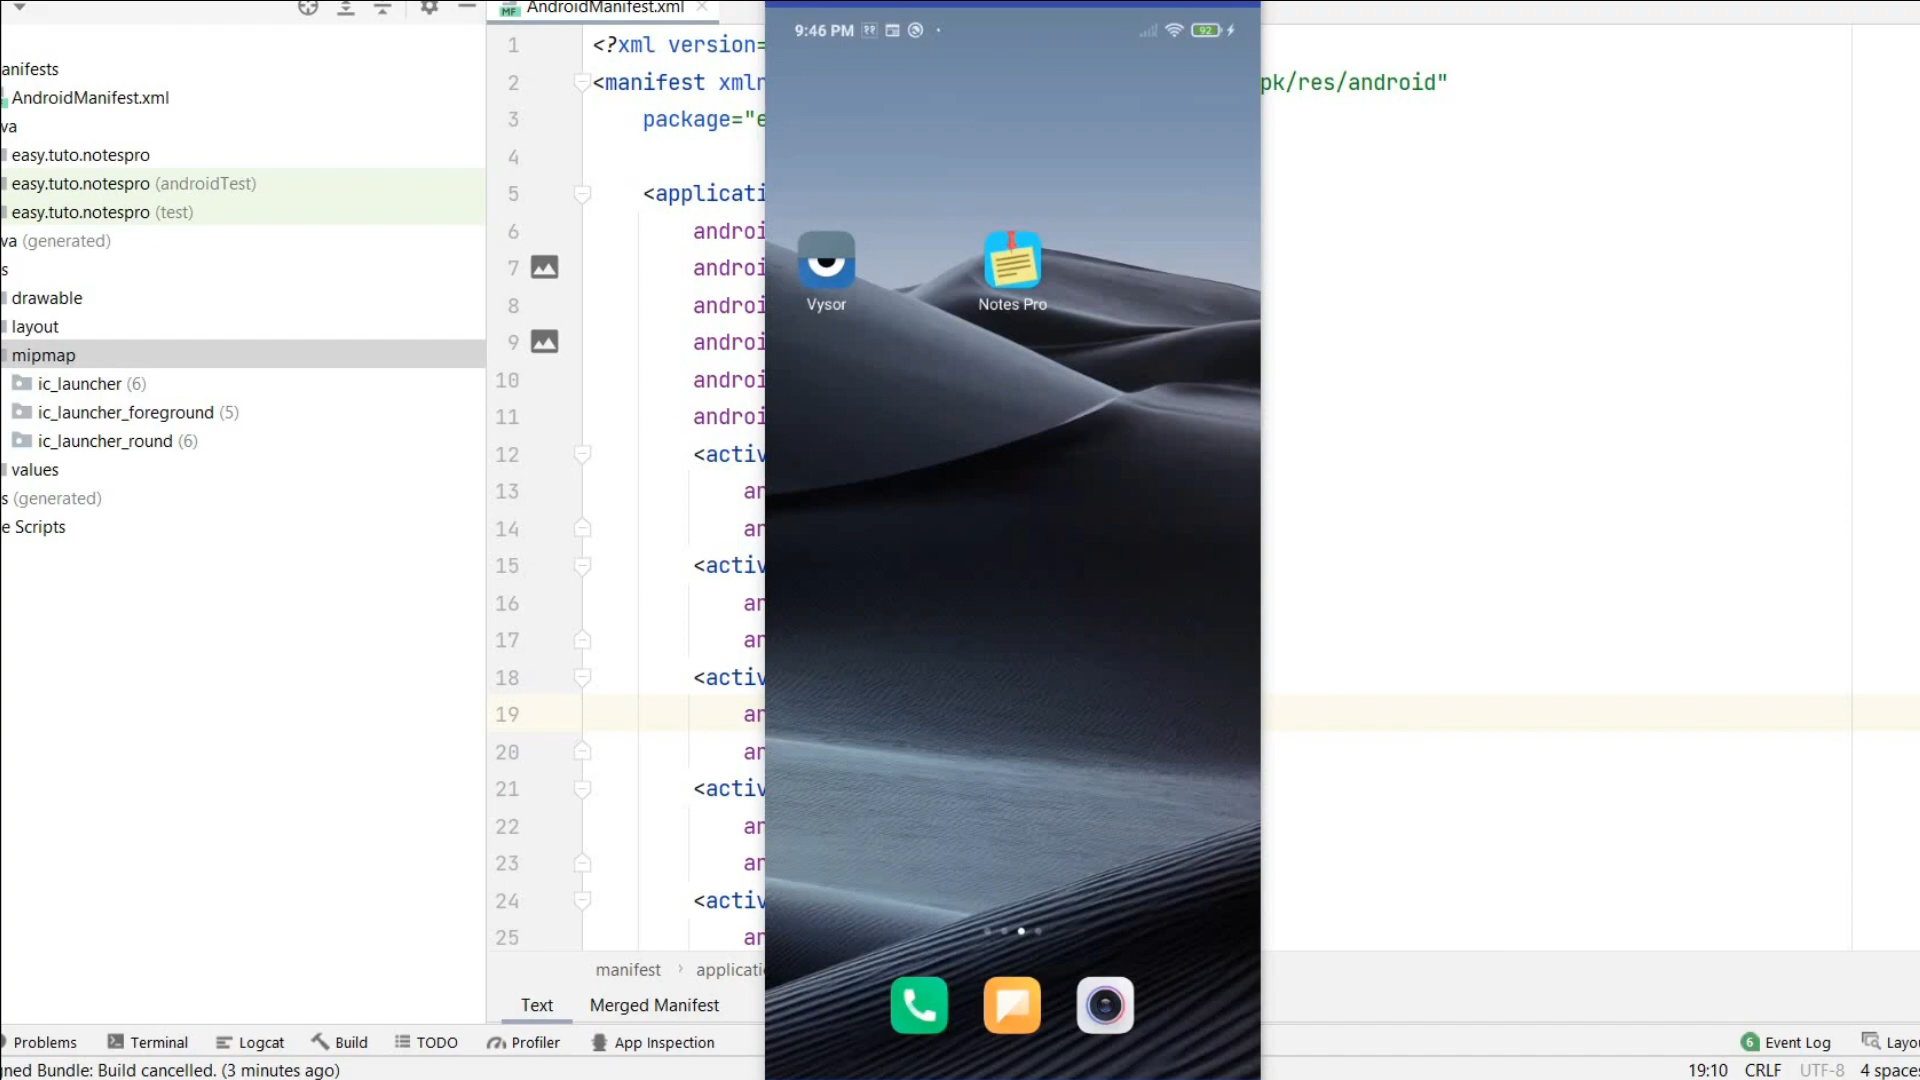 AndroidManifest.xml
anifests
AndroidManifest.xml
va
easy.tuto.notespro
easy.tuto.notespro (androidTest)
easy.tuto.notespro (test)
va (generated)
s
drawable
layout
mipmap
ic_launcher (6)
ic_launcher_foreground (5)
ic_launcher_round (6)
values
s (generated)
e Scripts
1 <?xml version=
2 <manifest xmln pk/res/android"
3 package="e
4
5 <applicati
6 androi
7 androi
8 androi
9 androi
10 androi
11 androi
12 <activ
13 an
14 an
15 <activ
16 an
17 an
18 <activ
19 an
20 an
21 <activ
22 an
23 an
24 <activ
25 an
9:46 PM
92
Vysor
Notes Pro
manifest › applicati
Text Merged Manifest
Problems Terminal Logcat Build TODO Profiler App Inspection
6 Event Log Layou
gned Bundle: Build cancelled. (3 minutes ago)
19:10 CRLF UTF-8 4 spaces